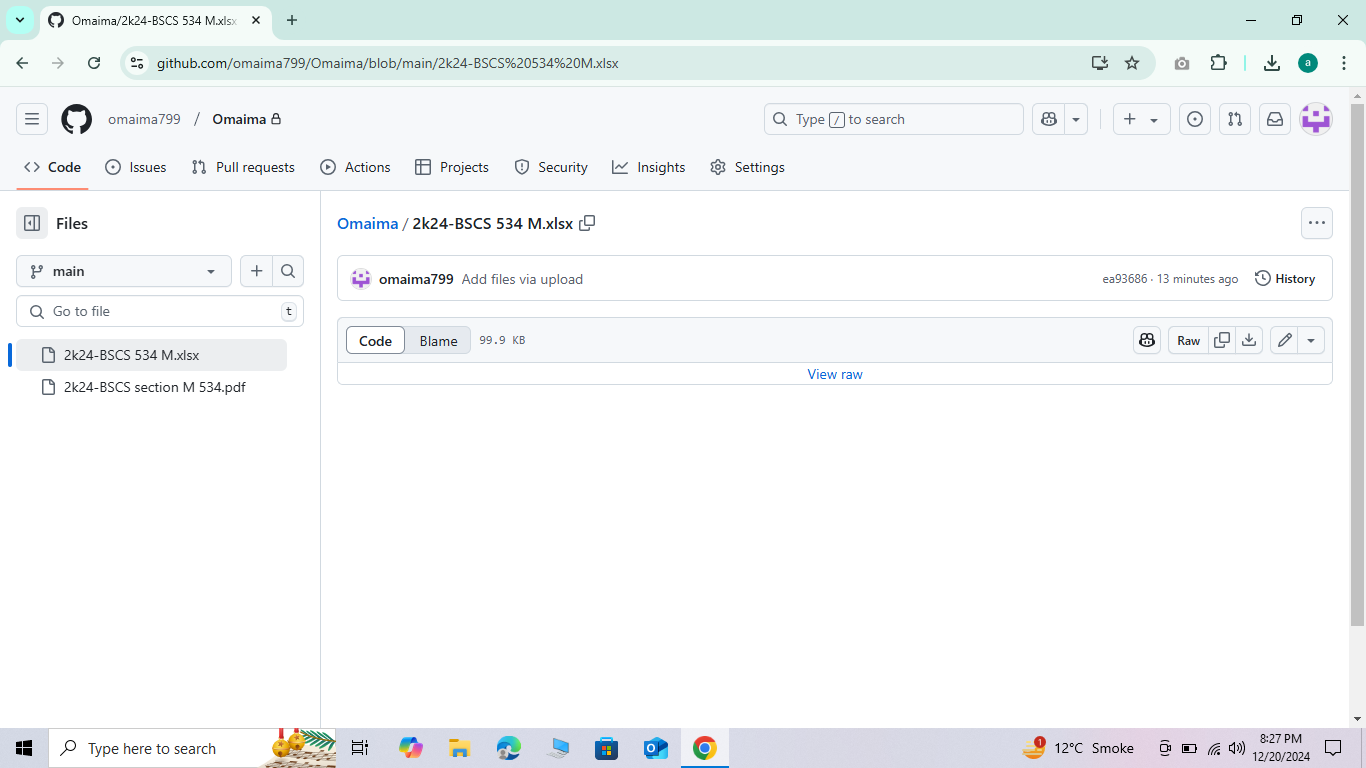 Omaima/2k24-BSCS 534 M.xlsx
github.com/omaima799/Omaima/blob/main/2k24-BSCS%20534%20M.xlsx
a
omaima799 / Omaima
Type / to search
Code Issues Pull requests Actions Projects Security Insights Settings
Files
main
Go to file
t
2k24-BSCS 534 M.xlsx
2k24-BSCS section M 534.pdf
Omaima / 2k24-BSCS 534 M.xlsx
omaima799 Add files via upload
ea93686 · 13 minutes ago History
Code Blame 99.9 KB
Raw
View raw
Type here to search
1
12°C Smoke
8:27 PM
12/20/2024